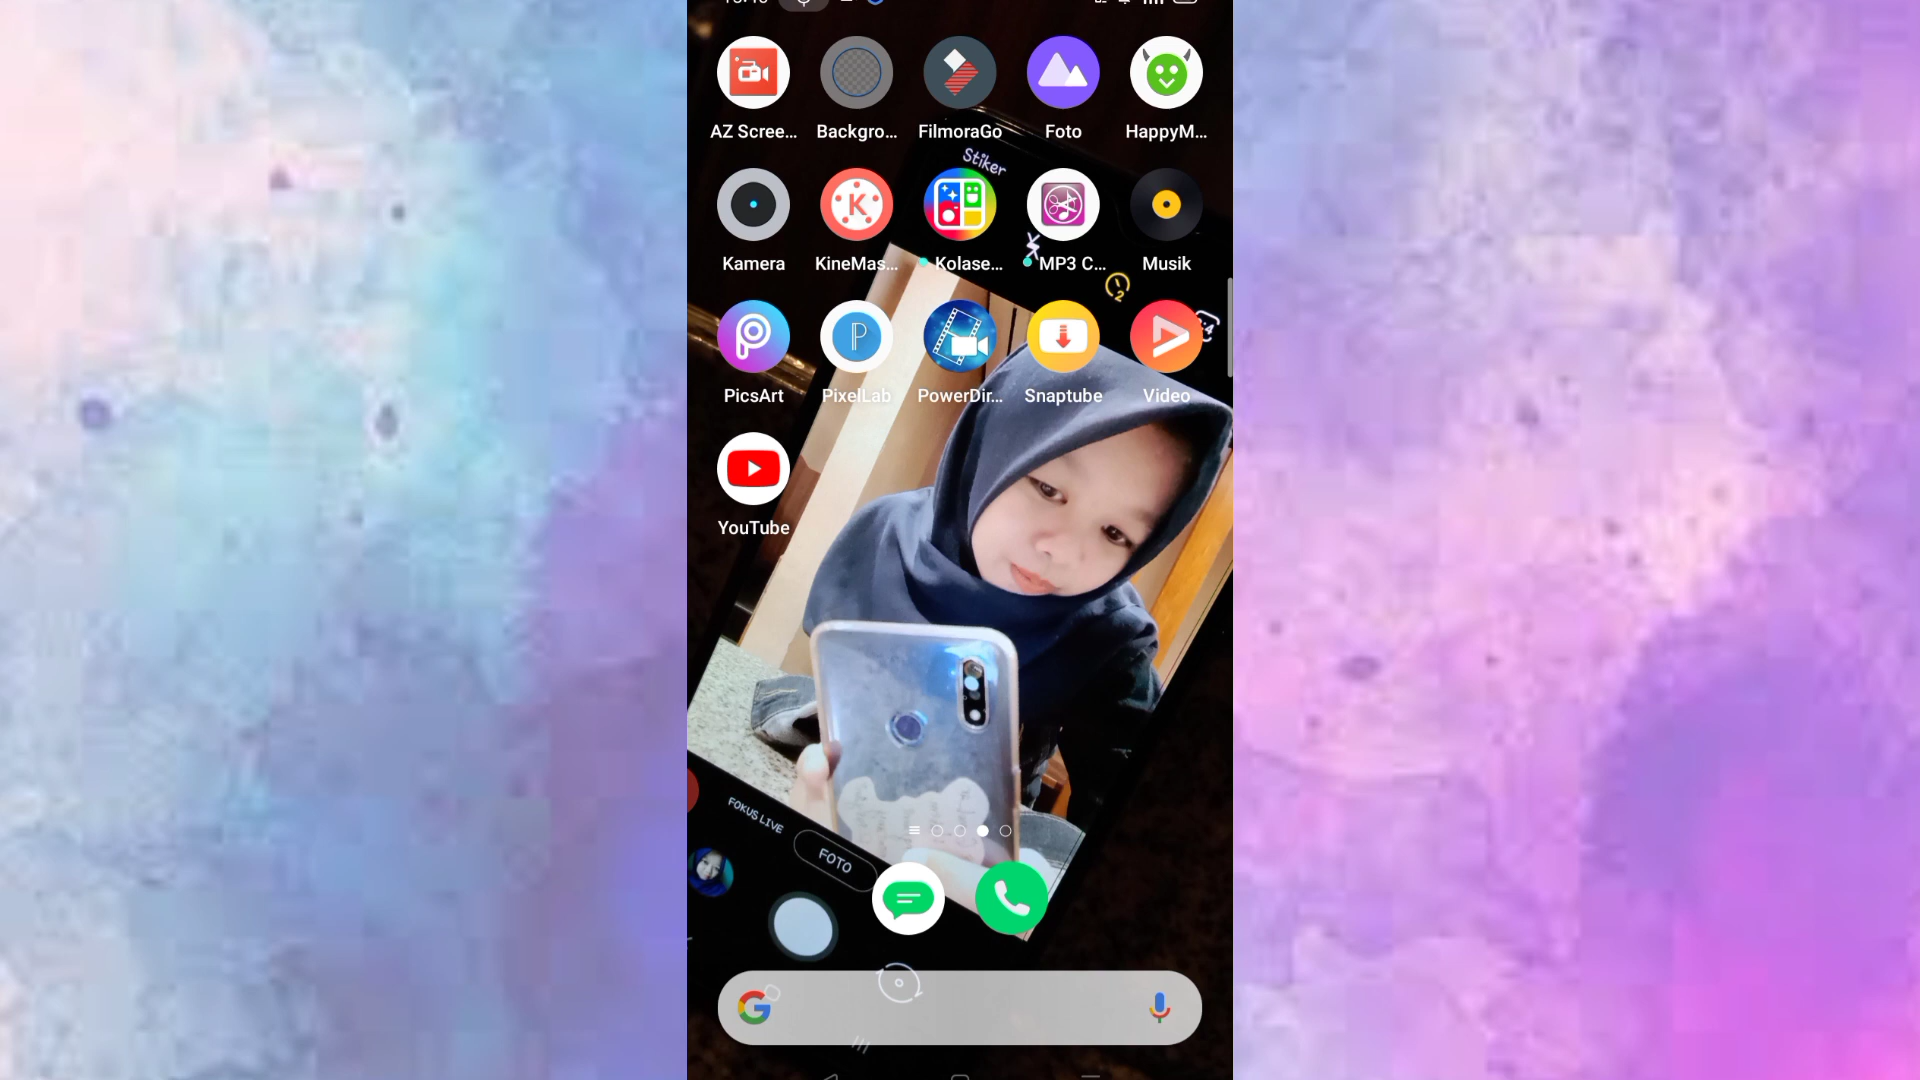 AZ Scree...
Backgro...
FilmoraGo
Foto
HappyM...
Stiker
Kamera
KineMas...
Kolase...
MP3 C...
Musik
2
PicsArt
PixelLab
PowerDir...
Snaptube
Video
YouTube
FOKUS LIVE
FOTO